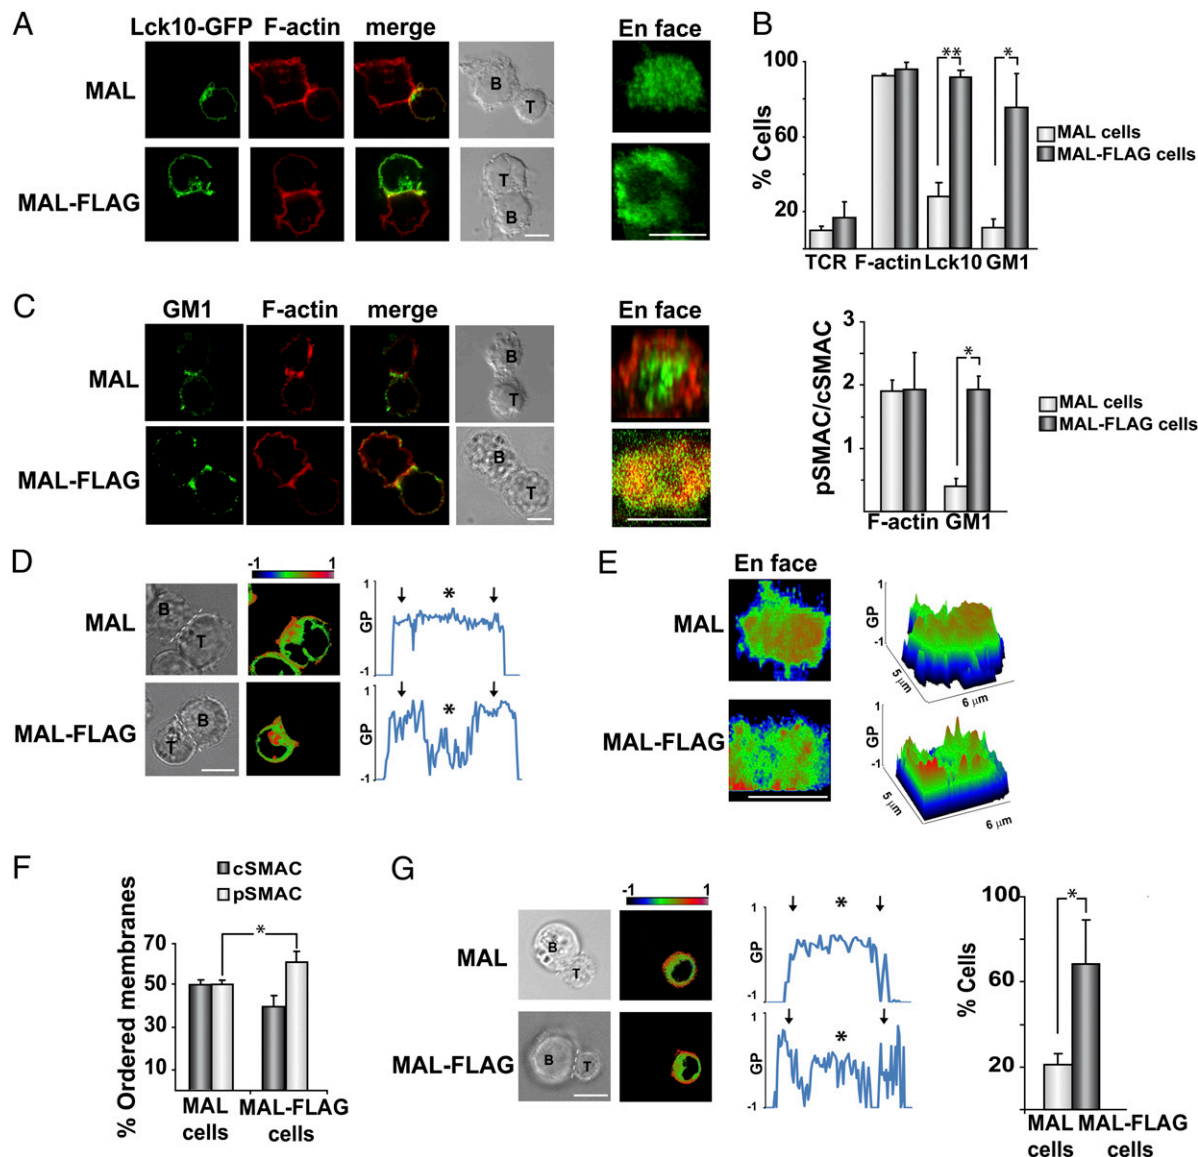 A
Lck10-GFP F-actin merge En face
MAL
B
T
MAL-FLAG
T
B
B
% Cells
100
60
20
** *
MAL cells
MAL-FLAG cells
TCR F-actin Lck10 GM1
C
GM1 F-actin merge En face
MAL
B
T
MAL-FLAG
B
T
pSMAC/cSMAC
3
2
1
*
MAL cells
MAL-FLAG cells
F-actin GM1
D
-1 1
MAL
B
T
1
GP
-1
*
MAL-FLAG
B
T
1
GP
-1
*
E
En face
MAL
1
GP
-1
5 μm
6 μm
MAL-FLAG
1
GP
-1
5 μm
6 μm
F
cSMAC
pSMAC
% Ordered membranes
70
50
30
10
*
MAL cells
MAL-FLAG cells
G
-1 1
MAL
B
T
1
GP
-1
*
MAL-FLAG
B
T
1
GP
-1
*
% Cells
100
60
20
*
MAL cells
MAL-FLAG cells